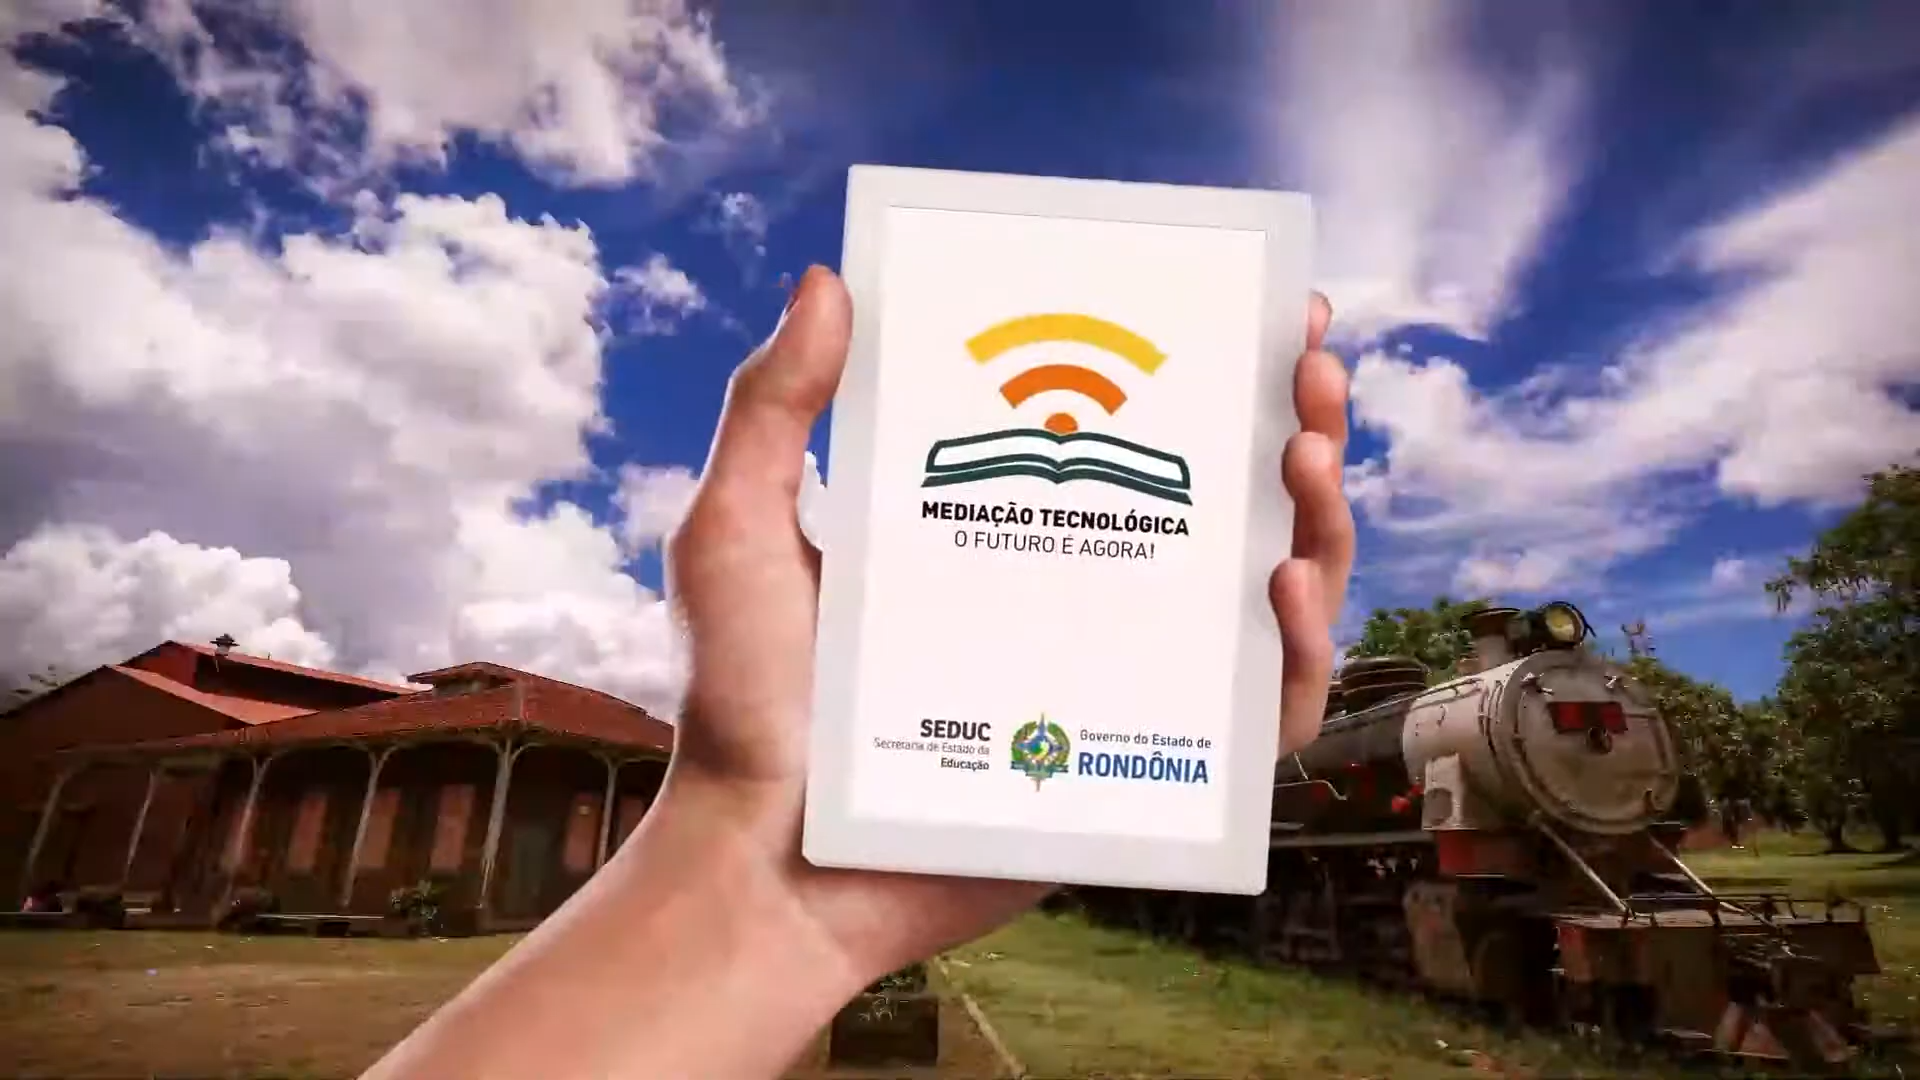 MEDIAÇÃO TECNOLÓGICA
O FUTURO É AGORA!
SEDUC
Secretaria de Estado da
Educação
Governo do Estado de
RONDÔNIA